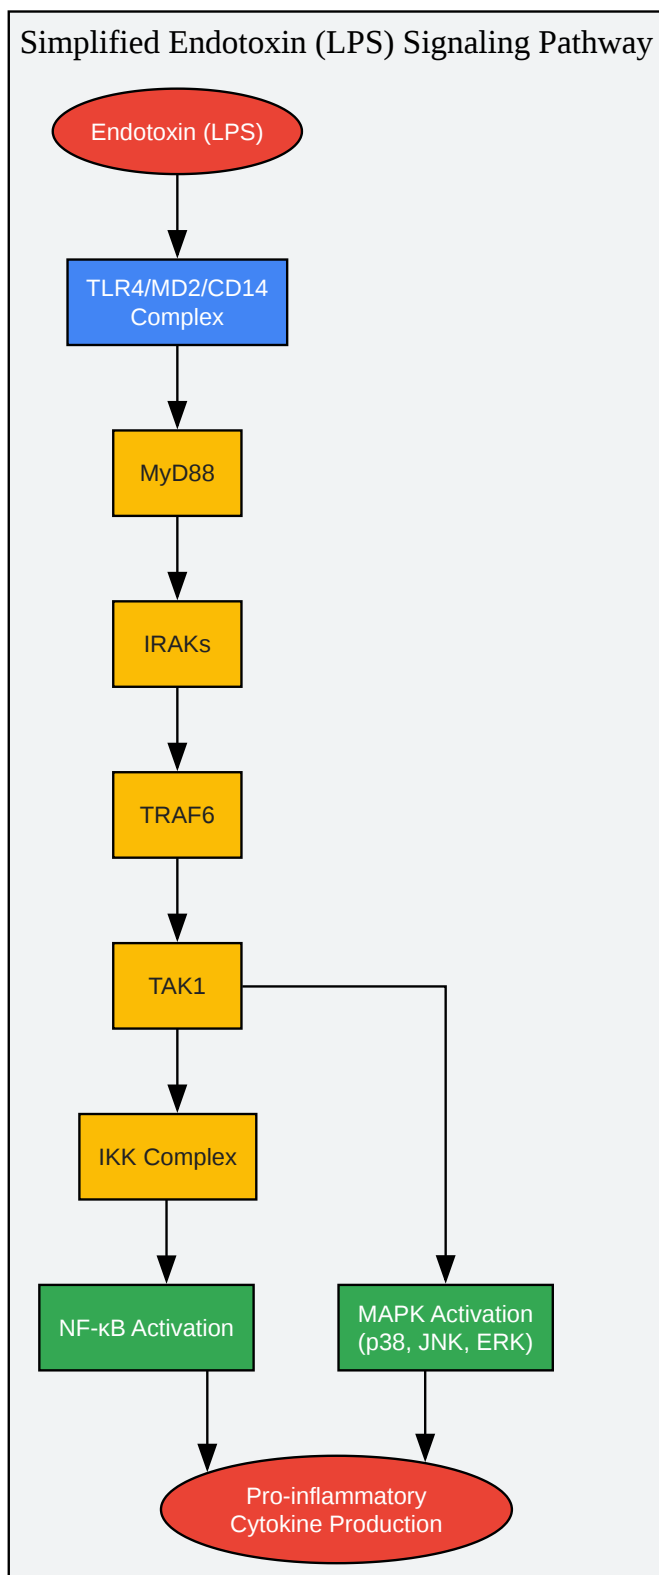 Simplified Endotoxin (LPS) Signaling Pathway
Endotoxin (LPS)
TLR4/MD2/CD14
Complex
MyD88
IRAKs
TRAF6
TAK1
IKK Complex
NF-κB Activation
MAPK Activation
(p38, JNK, ERK)
Pro-inflammatory
Cytokine Production